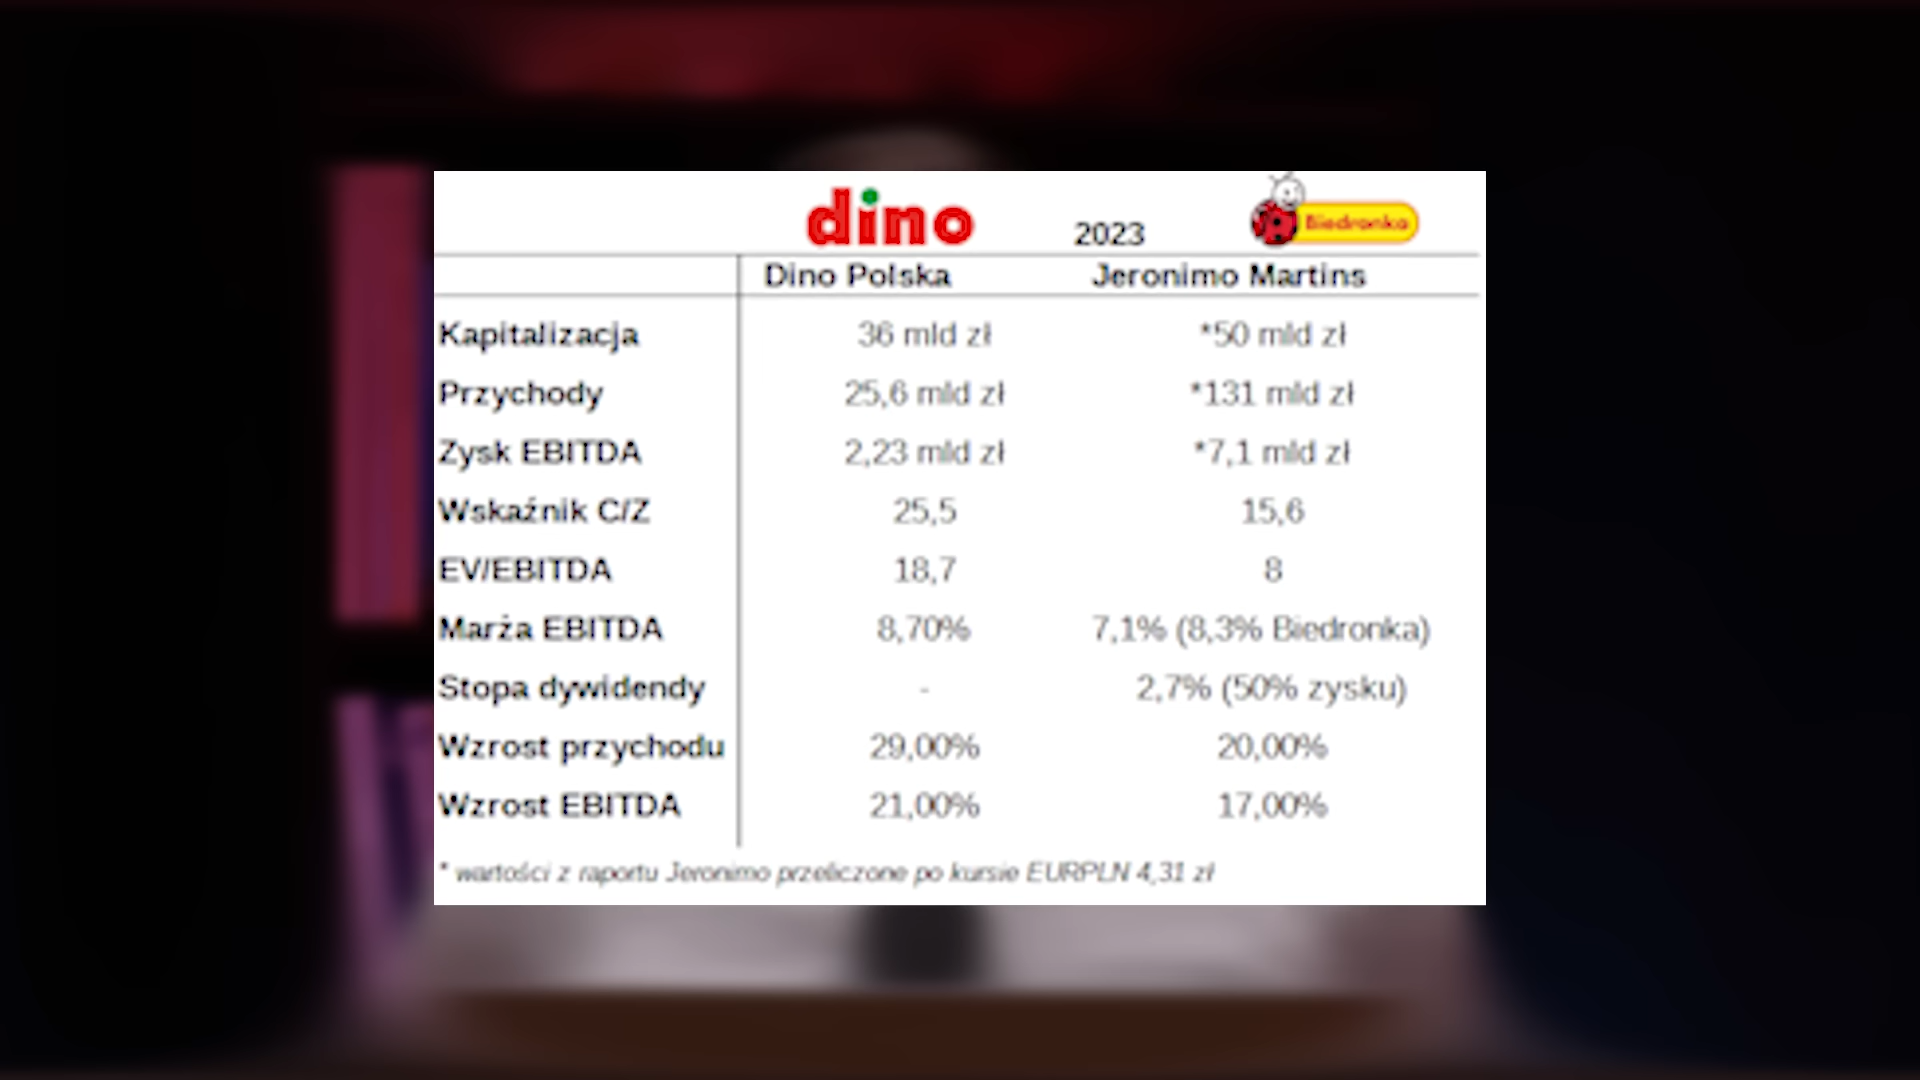 dino 2023 Biedronka
Dino Polska Jeronimo Martins
Kapitalizacja 36 mld zł *50 mld zł
Przychody 25,6 mld zł *131 mld zł
Zysk EBITDA 2,23 mld zł *7,1 mld zł
Wskaźnik C/Z 25,5 15,6
EV/EBITDA 18,7 8
Marża EBITDA 8,70% 7,1% (8,3% Biedronka)
Stopa dywidendy - 2,7% (50% zysku)
Wzrost przychodu 29,00% 20,00%
Wzrost EBITDA 21,00% 17,00%
* wartości z raportu Jeronimo przeliczone po kursie EURPLN 4,31 zł